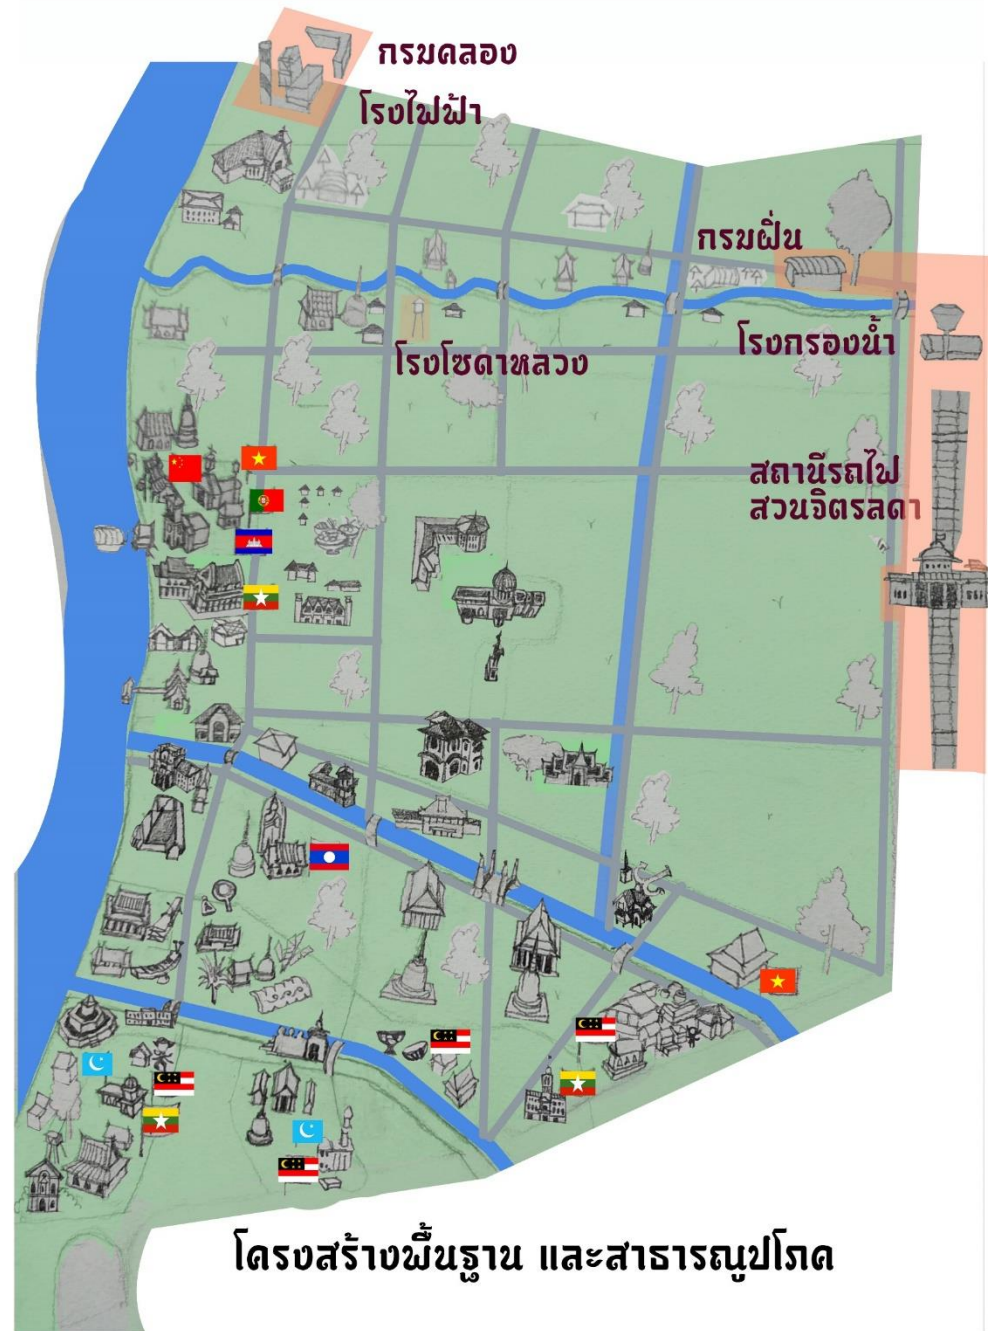 กรมคลอง
โรงไฟฟ้า
กรมฝิ่น
โรงกรองน้ำ
โรงโซดาหลวง
สถานีรถไฟ
สวนจิตรลดา
โครงสร้างพื้นฐาน และสาธารณูปโภค